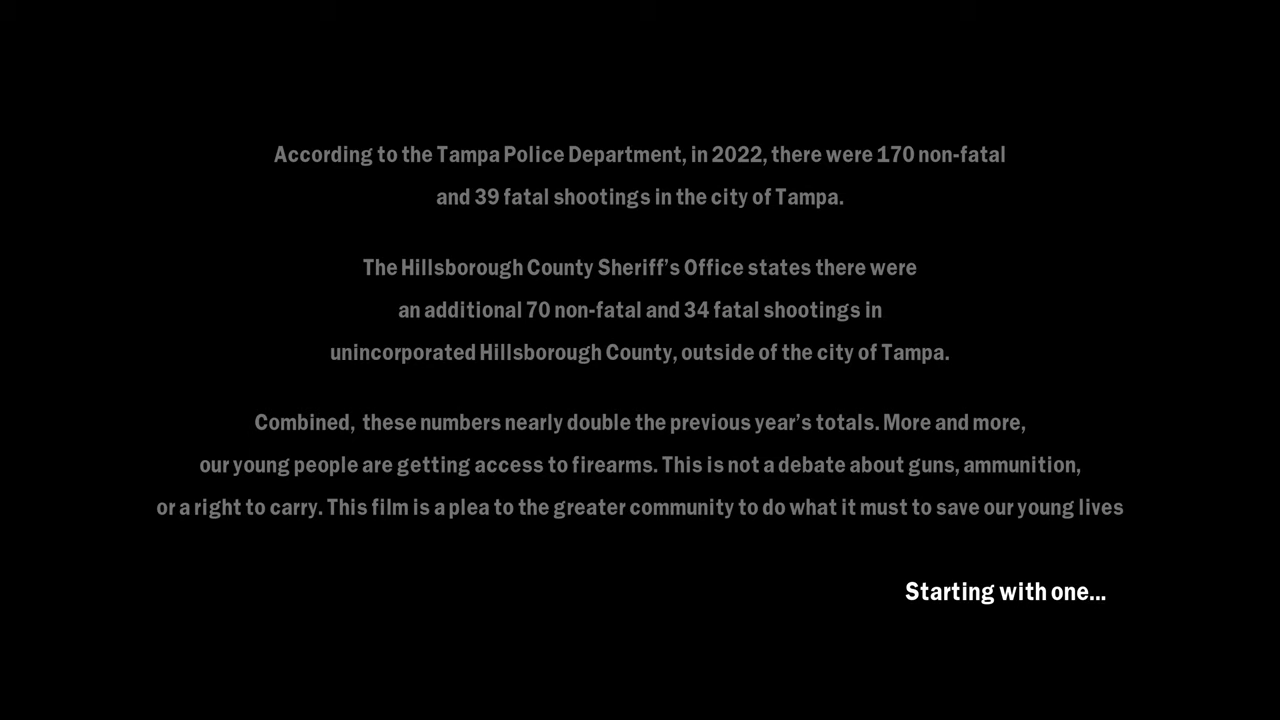 According to the Tampa Police Department, in 2022, there were 170 non-fatal
and 39 fatal shootings in the city of Tampa.
The Hillsborough County Sheriff’s Office states there were
an additional 70 non-fatal and 34 fatal shootings in
unincorporated Hillsborough County, outside of the city of Tampa.
Combined,  these numbers nearly double the previous year’s totals. More and more,
our young people are getting access to firearms. This is not a debate about guns, ammunition,
or a right to carry. This film is a plea to the greater community to do what it must to save our young lives
Starting with one...